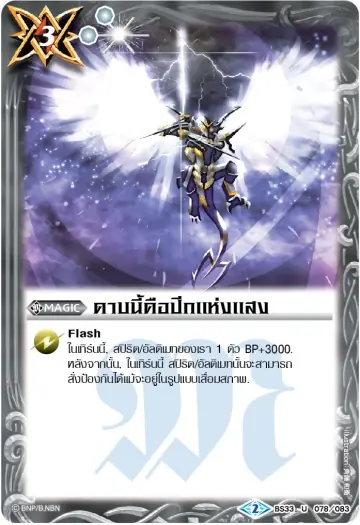 3
MAGIC ดาบนี้คือปีกแห่งแสง
Flash
ในเทิร์นนี้, สปิริต/อัลติเมทของเรา 1 ตัว BP+3000.
หลังจากนั้น, ในเทิร์นนี้ สปิริต/อัลติเมทนั้นจะสามารถ
สั่งป้องกันได้แม้จะอยู่ในรูปแบบเสื่อมสภาพ.
©BNP/B,NBN
2 BS33 - U 078 / 083